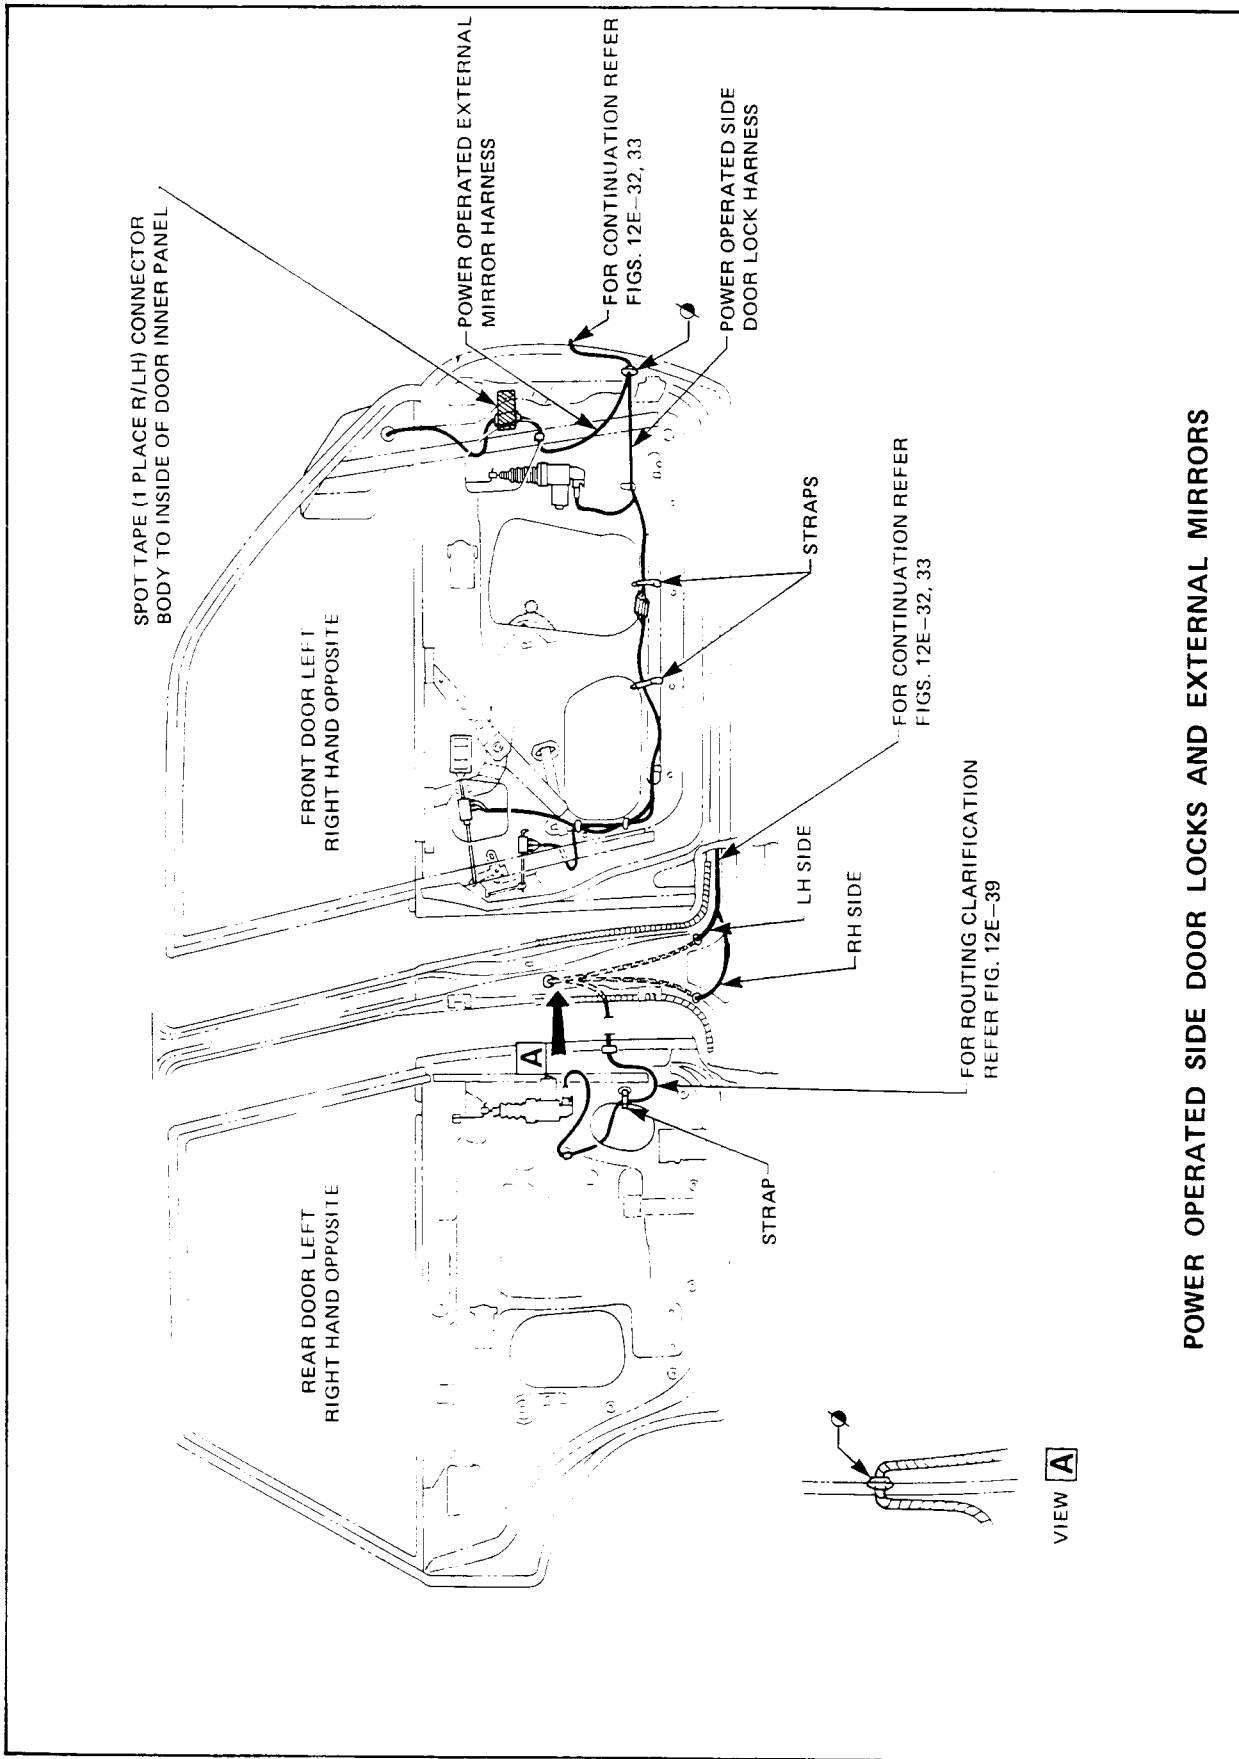 SPOT TAPE (1 PLACE R/LH) CONNECTOR
BODY TO INSIDE OF DOOR INNER PANEL
FRONT DOOR LEFT
RIGHT HAND OPPOSITE
REAR DOOR LEFT
RIGHT HAND OPPOSITE
POWER OPERATED EXTERNAL
MIRROR HARNESS
FOR CONTINUATION REFER
FIGS. 12E–32, 33
POWER OPERATED SIDE
DOOR LOCK HARNESS
STRAPS
FOR CONTINUATION REFER
FIGS. 12E–32, 33
LH SIDE
RH SIDE
FOR ROUTING CLARIFICATION
REFER FIG. 12E–39
A
STRAP
VIEW A
POWER OPERATED SIDE DOOR LOCKS AND EXTERNAL MIRRORS